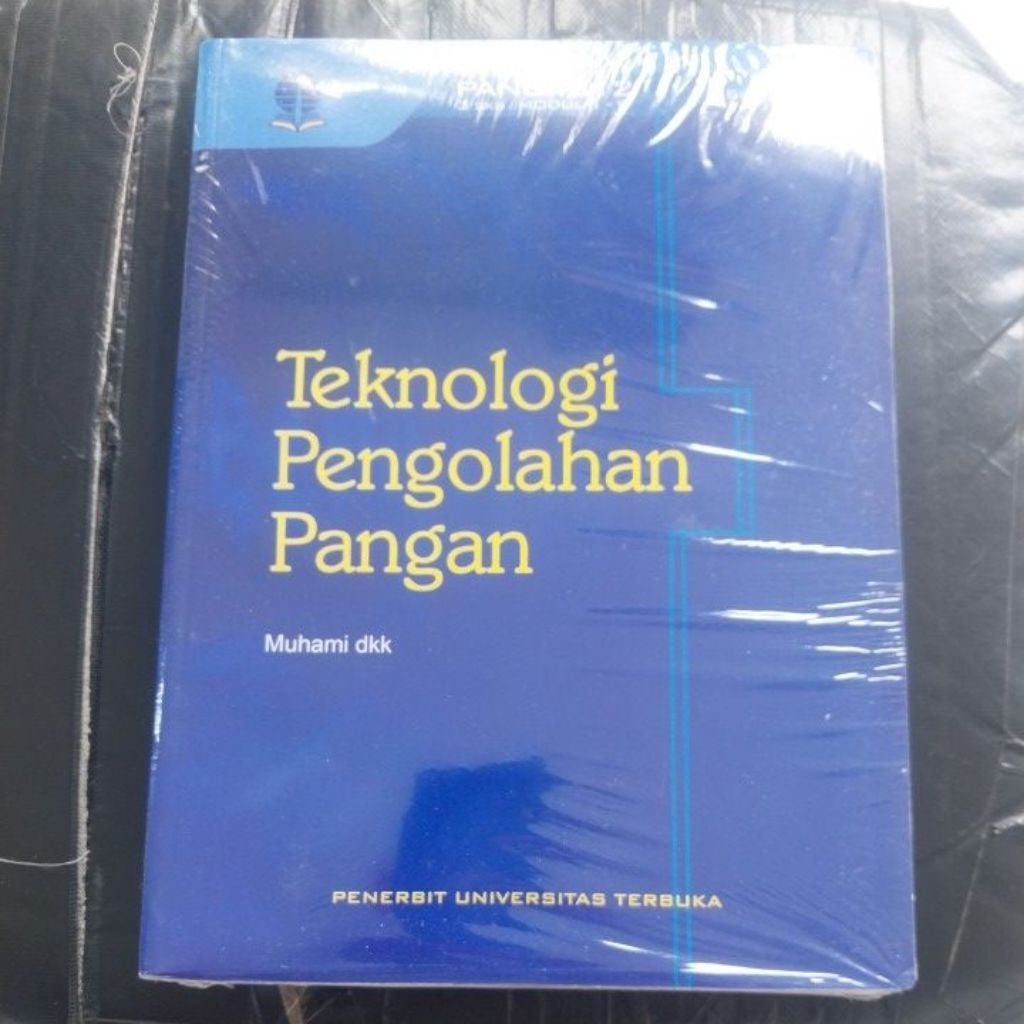 Teknologi
Pengolahan
Pangan
Muhami dkk
PENERBIT UNIVERSITAS TERBUKA